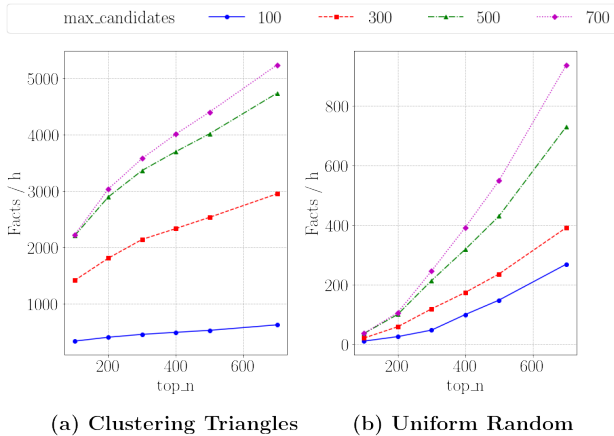 max_candidates 100 300 500 700
5000
4000
3000
2000
1000
Facts / h
200 400 600
top_n
800
600
400
200
0
Facts / h
200 400 600
top_n
(a) Clustering Triangles
(b) Uniform Random